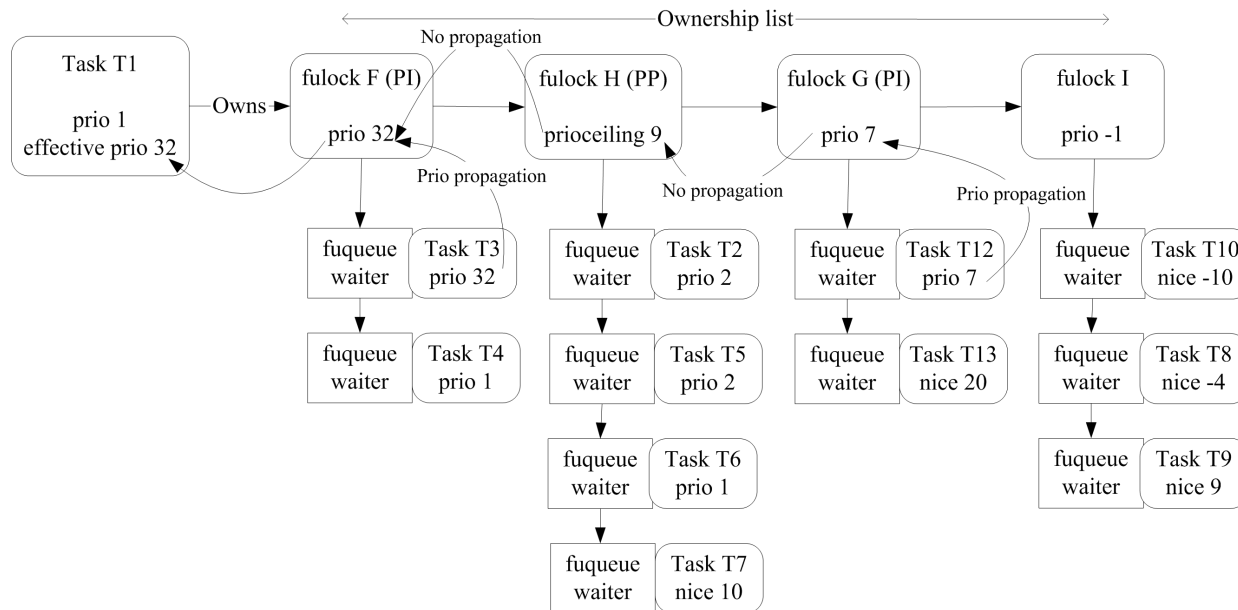 Ownership list
No propagation
Task T1
prio 1
effective prio 32
Owns
fulock F (PI)
prio 32
fulock H (PP)
prioceiling 9
fulock G (PI)
prio 7
fulock I
prio -1
Prio propagation
No propagation
Prio propagation
fuqueue
waiter
Task T3
prio 32
fuqueue
waiter
Task T2
prio 2
fuqueue
waiter
Task T12
prio 7
fuqueue
waiter
Task T10
nice -10
fuqueue
waiter
Task T4
prio 1
fuqueue
waiter
Task T5
prio 2
fuqueue
waiter
Task T13
nice 20
fuqueue
waiter
Task T8
nice -4
fuqueue
waiter
Task T6
prio 1
fuqueue
waiter
Task T9
nice 9
fuqueue
waiter
Task T7
nice 10